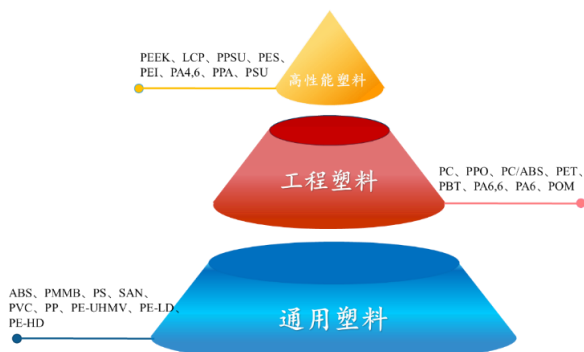 PEEK、LCP、PPSU、PES、
PEI、PA4,6、PPA、PSU
高性能塑料
工程塑料
PC、PPO、PC/ABS、PET、
PBT、PA6,6、PA6、POM
ABS、PMMB、PS、SAN、
PVC、PP、PE-UHMV、PE-LD、
PE-HD
通用塑料